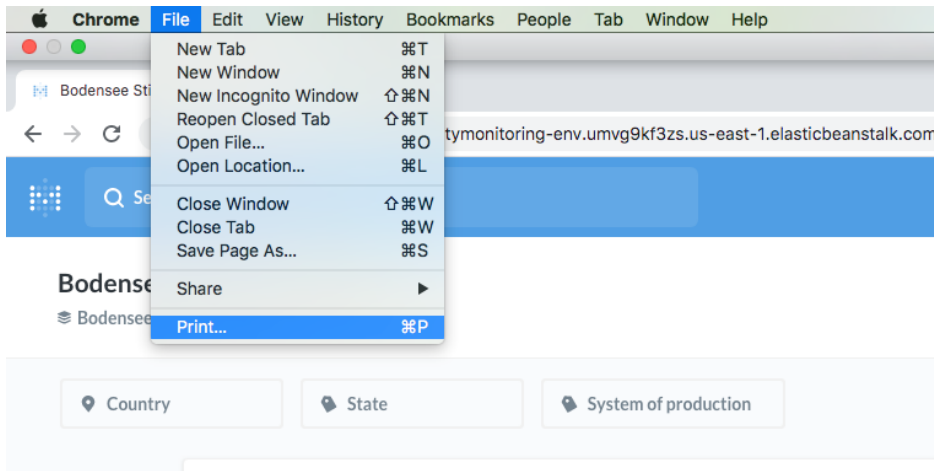 Chrome File Edit View History Bookmarks People Tab Window Help
New Tab ⌘T
New Window ⌘N
New Incognito Window ⇧⌘N
Reopen Closed Tab ⇧⌘T
Open File... ⌘O
Open Location... ⌘L
Close Window ⇧⌘W
Close Tab ⌘W
Save Page As... ⌘S
Share ▶
Print... ⌘P
Bodensee Sti
tymonitoring-env.umvg9kf3zs.us-east-1.elasticbeanstalk.com
Se
Bodense
Bodensee
Country State System of production